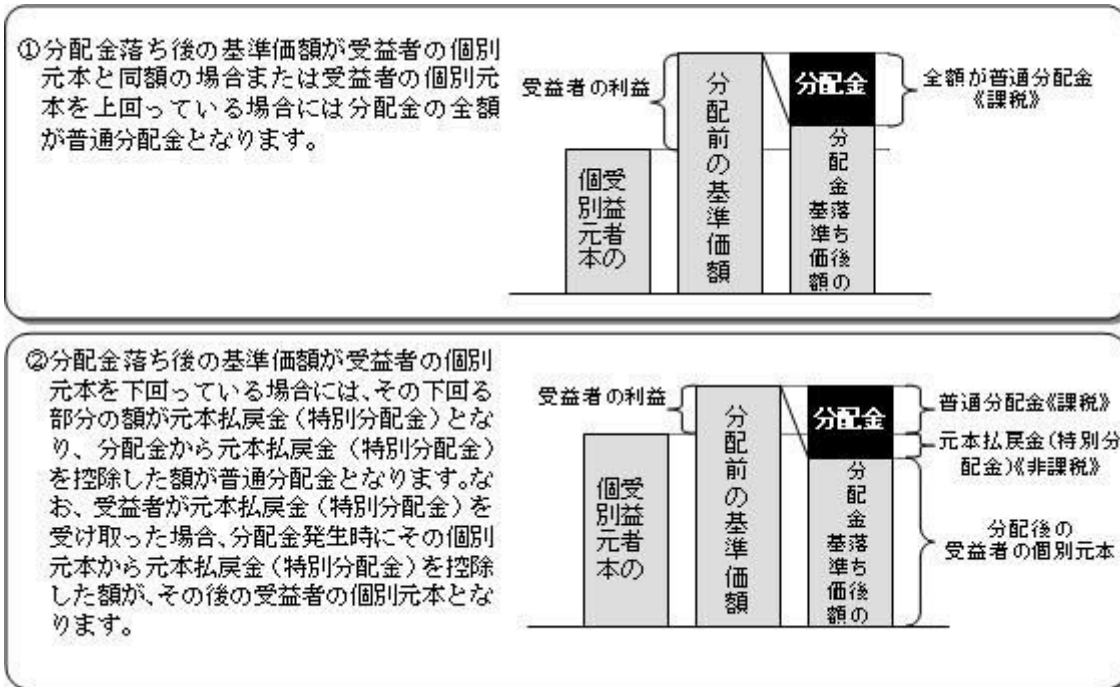 ①分配金落ち後の基準価額が受益者の個別
元本と同額の場合または受益者の個別元
本を上回っている場合には分配金の全額
が普通分配金となります。
受益者の利益
受益者の
個別元本
分配前の基準価額
分配金
分配金落ち後の
基準価額
全額が普通分配金
《課税》
②分配金落ち後の基準価額が受益者の個別
元本を下回っている場合には、その下回る
部分の額が元本払戻金(特別分配金)とな
り、分配金から元本払戻金(特別分配金)
を控除した額が普通分配金となります。な
お、受益者が元本払戻金(特別分配金)を
受け取った場合、分配金発生時にその個別
元本から元本払戻金(特別分配金)を控除
した額が、その後の受益者の個別元本とな
ります。
受益者の利益
受益者の
個別元本
分配前の基準価額
分配金
分配金落ち後の
基準価額
普通分配金《課税》
元本払戻金(特別分
配金)《非課税》
分配後の
受益者の個別元本